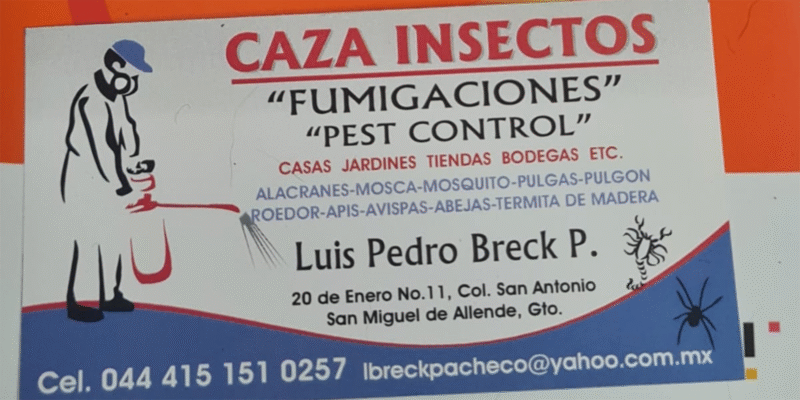 CAZA INSECTOS
"FUMIGACIONES"
"PEST CONTROL"
CASAS JARDINES TIENDAS BODEGAS ETC.
ALACRANES-MOSCA-MOSQUITO-PULGAS-PULGON
ROEDOR-APIS-AVISPAS-ABEJAS-TERMITA DE MADERA
Luis Pedro Breck P.
20 de Enero No.11, Col. San Antonio
San Miguel de Allende, Gto.
Cel. 044 415 151 0257 lbreckpacheco@yahoo.com.mx